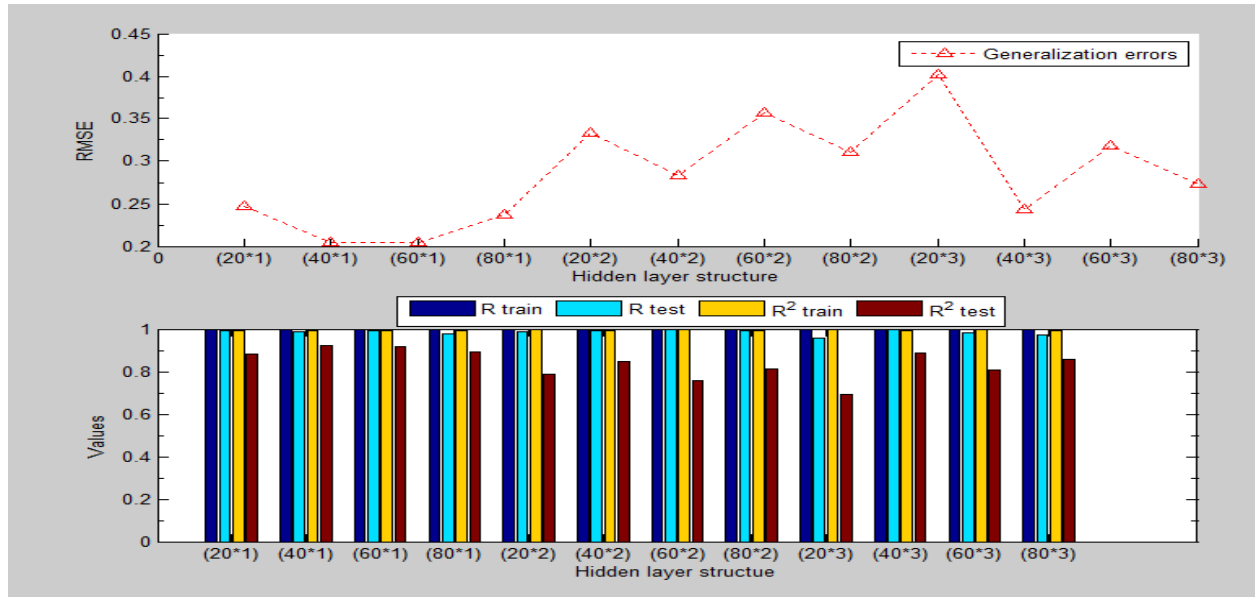 0.45
0.4
0.35
0.3
0.25
0.2
RMSE
Generalization errors
0 (20*1) (40*1) (60*1) (80*1) (20*2) (40*2) (60*2) (80*2) (20*3) (40*3) (60*3) (80*3)
Hidden layer structure
R train R test R² train R² test
1
0.8
0.6
0.4
0.2
0
Values
(20*1) (40*1) (60*1) (80*1) (20*2) (40*2) (60*2) (80*2) (20*3) (40*3) (60*3) (80*3)
Hidden layer structue